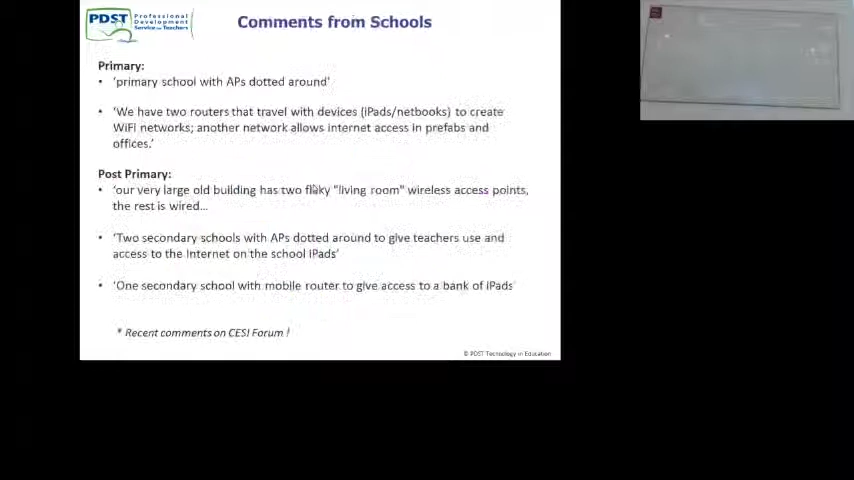 PDST
Professional
Development
Service for Teachers
Comments from Schools
Primary:
• 'primary school with APs dotted around'
• 'We have two routers that travel with devices (iPads/netbooks) to create
WiFi networks; another network allows internet access in prefabs and
offices.'
Post Primary:
• 'our very large old building has two flaky "living room" wireless access points,
the rest is wired...
• 'Two secondary schools with APs dotted around to give teachers use and
access to the Internet on the school iPads'
• 'One secondary school with mobile router to give access to a bank of iPads'
* Recent comments on CESI Forum !
© PDST Technology in Education